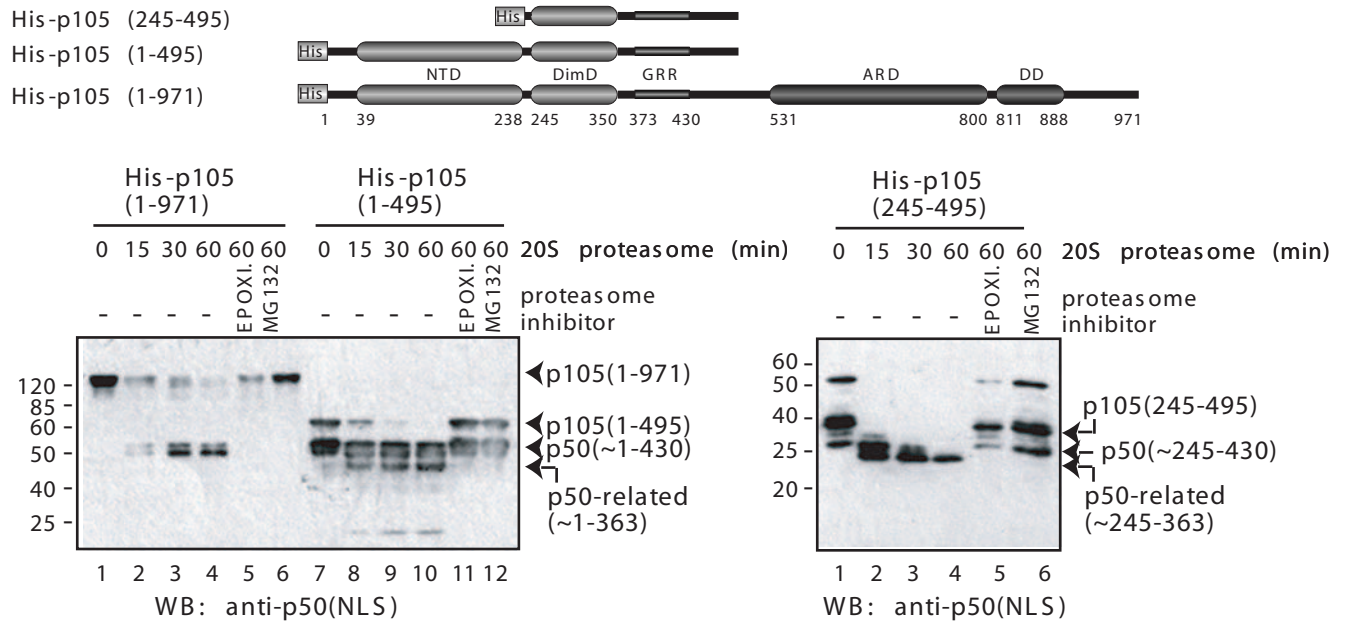 His-p105 (245-495)
His
His-p105 (1-495)
His
NTD DimD GRR ARD DD
His-p105 (1-971)
His
1 39 238 245 350 373 430 531 800 811 888 971
His-p105
(1-971)
His-p105
(1-495)
0 15 30 60 60 60 0 15 30 60 60 60 20S proteasome (min)
- - - - EPOXI. MG132 - - - - EPOXI. MG132 proteasome
inhibitor
120 -
85 -
60 -
50 -
40 -
25 -
p105(1-971)
p105(1-495)
p50(~1-430)
p50-related
(~1-363)
1 2 3 4 5 6 7 8 9 10 11 12
WB: anti-p50(NLS)
His-p105
(245-495)
0 15 30 60 60 60 20S proteasome (min)
- - - - EPOXI. MG132 proteasome
inhibitor
60 -
50 -
40 -
25 -
20 -
p105(245-495)
p50(~245-430)
p50-related
(~245-363)
1 2 3 4 5 6
WB: anti-p50(NLS)